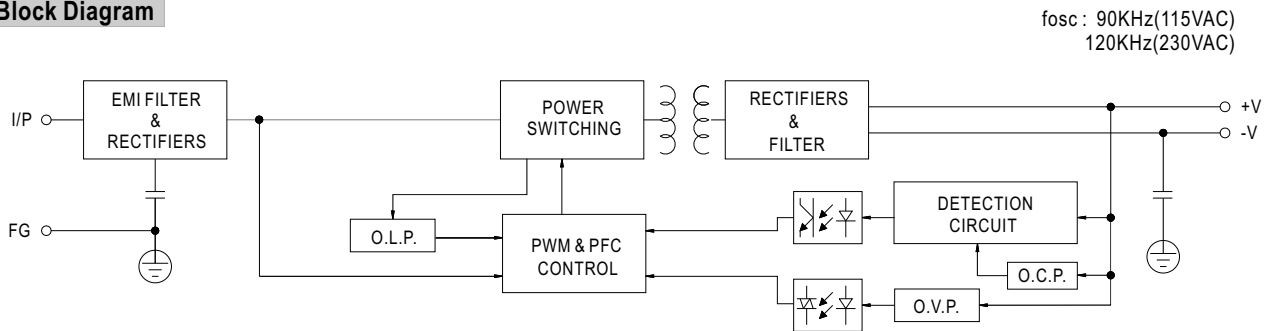 Block Diagram
fosc : 90KHz(115VAC)
120KHz(230VAC)
I/P
EMI FILTER
&
RECTIFIERS
POWER
SWITCHING
RECTIFIERS
&
FILTER
+V
-V
FG
O.L.P.
PWM & PFC
CONTROL
DETECTION
CIRCUIT
O.C.P.
O.V.P.